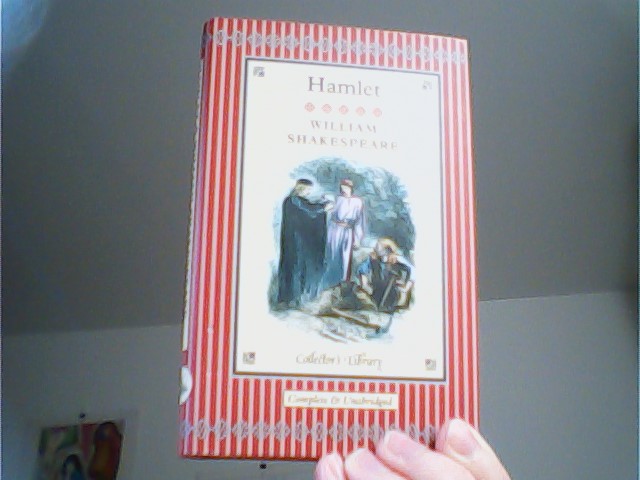 Hamlet
WILLIAM
SHAKESPEARE
Collector's Library
Complete & Unabridged